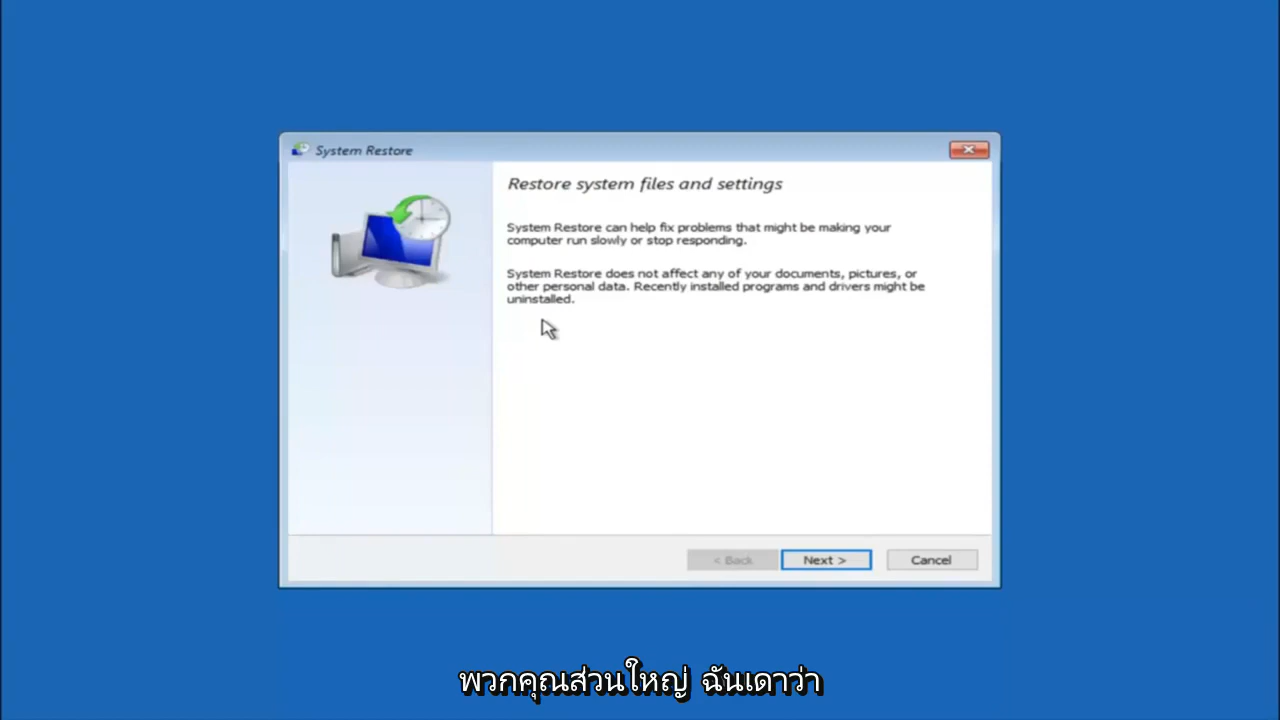 System Restore
Restore system files and settings
System Restore can help fix problems that might be making your
computer run slowly or stop responding.
System Restore does not affect any of your documents, pictures, or
other personal data. Recently installed programs and drivers might be
uninstalled.
< Back
Next >
Cancel
พวกคุณส่วนใหญ่ ฉันเดาว่า